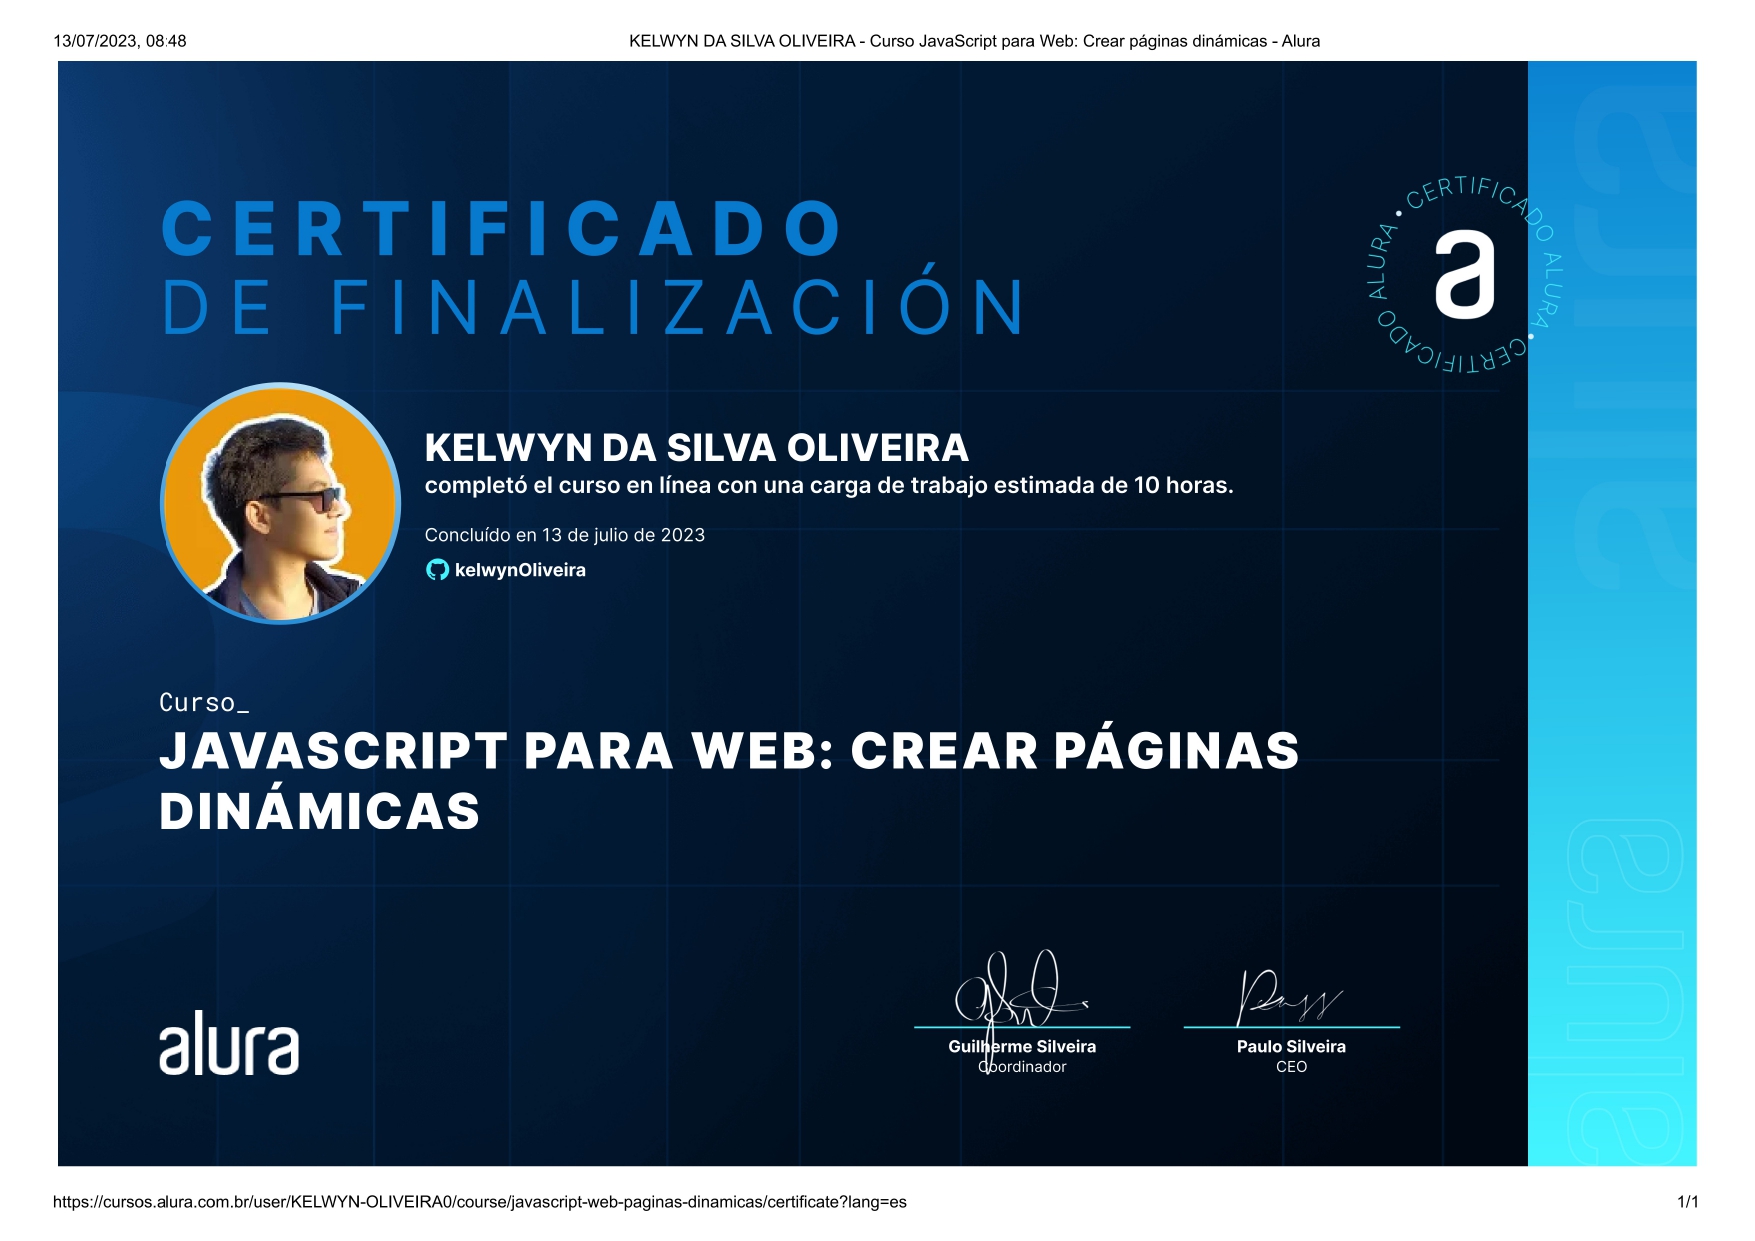 13/07/2023, 08:48
KELWYN DA SILVA OLIVEIRA - Curso JavaScript para Web: Crear páginas dinámicas - Alura
CERTIFICADO
DE FINALIZACIÓN
CERTIFICADO ALURA • CERTIFICADO ALURA •
a
KELWYN DA SILVA OLIVEIRA
completó el curso en línea con una carga de trabajo estimada de 10 horas.
Concluído en 13 de julio de 2023
kelwynOliveira
Curso_
JAVASCRIPT PARA WEB: CREAR PÁGINAS
DINÁMICAS
alura
Guilherme Silveira
Coordinador
Paulo Silveira
CEO
alura
alura
alura
alura
https://cursos.alura.com.br/user/KELWYN-OLIVEIRA0/course/javascript-web-paginas-dinamicas/certificate?lang=es
1/1